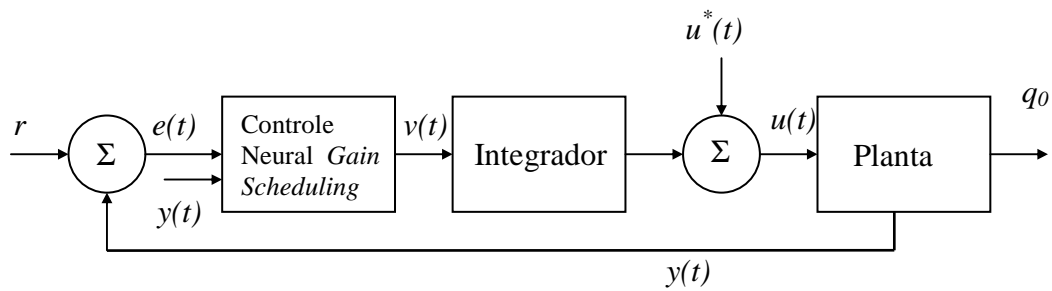 u*(t)
r
Σ
e(t)
y(t)
Controle
Neural Gain
Scheduling
v(t)
Integrador
Σ
u(t)
Planta
q0
y(t)